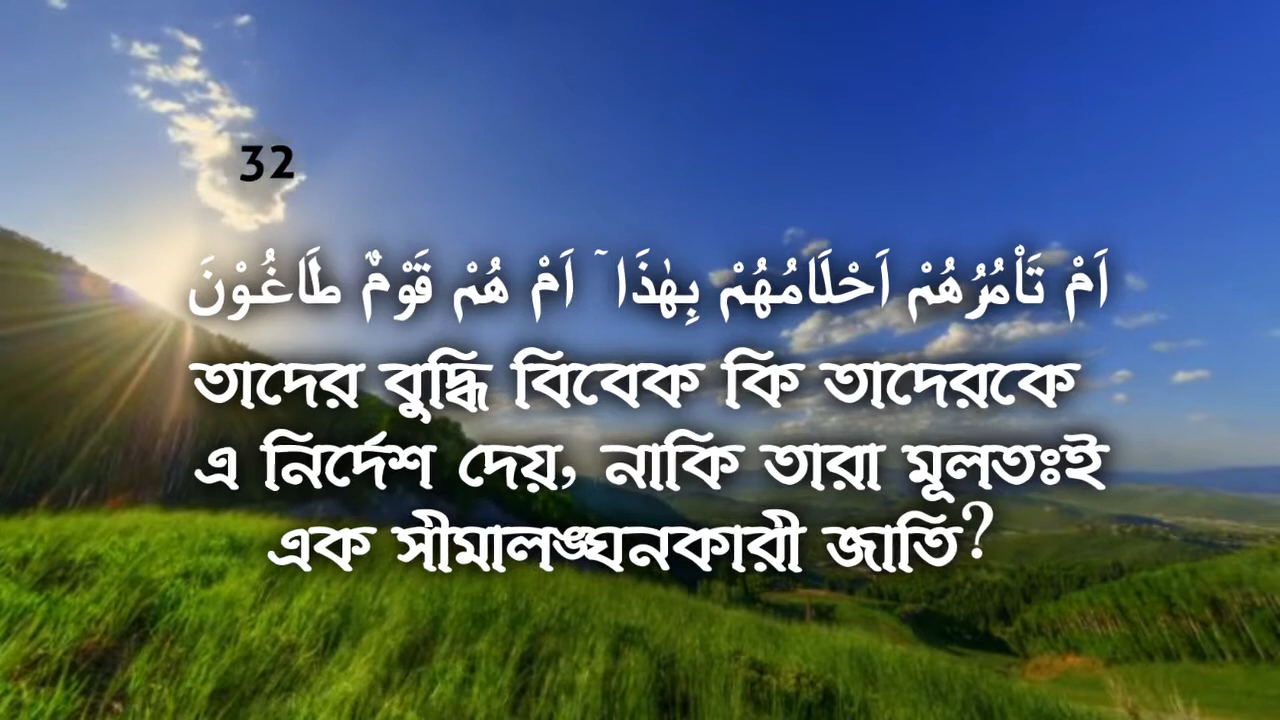 32
اَمْ تَاْمُرُهُمْ اَحْلَامُهُمْ بِهٰذَاۤ اَمْ هُمْ قَوْمٌ طَاغُوْنَ
তাদের বুদ্ধি বিবেক কি তাদেরকে
এ নির্দেশ দেয়, নাকি তারা মূলতঃই
এক সীমালঙ্ঘনকারী জাতি?